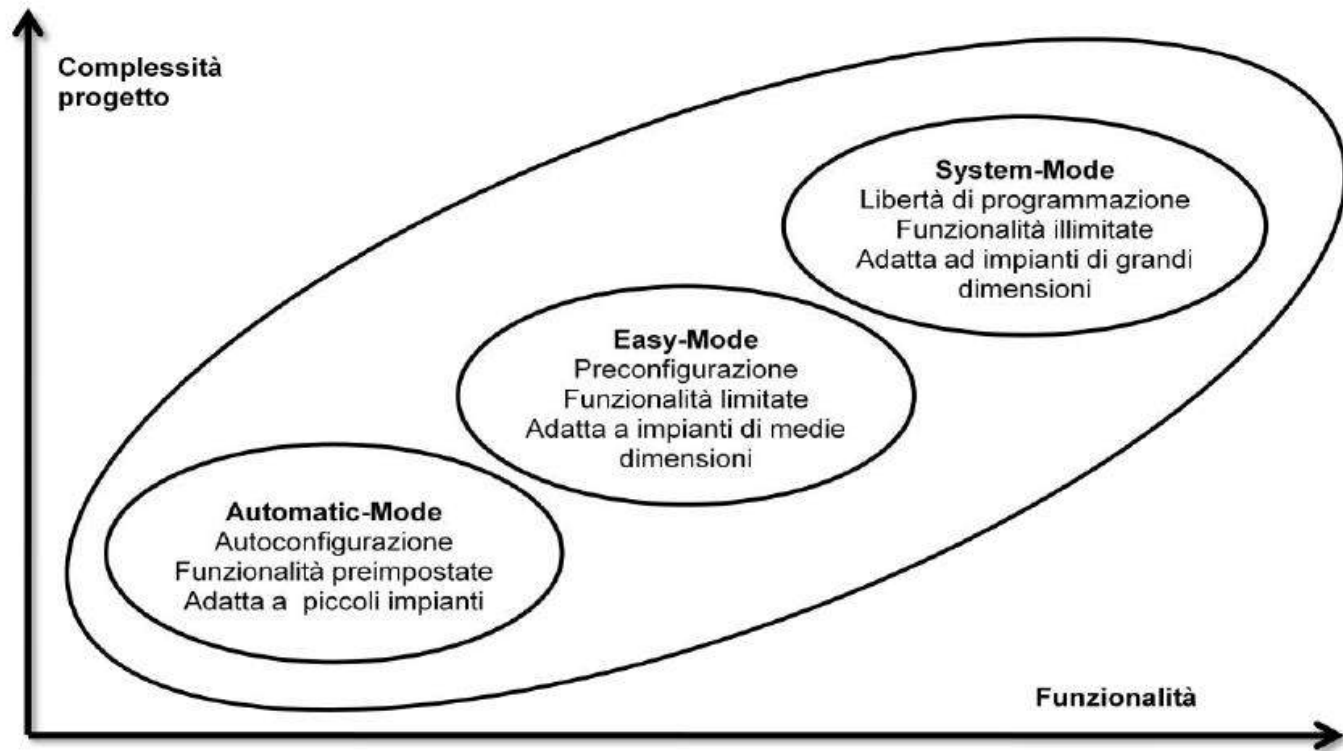 Complessità
progetto
System-Mode
Libertà di programmazione
Funzionalità illimitate
Adatta ad impianti di grandi
dimensioni
Easy-Mode
Preconfigurazione
Funzionalità limitate
Adatta a impianti di medie
dimensioni
Automatic-Mode
Autoconfigurazione
Funzionalità preimpostate
Adatta a  piccoli impianti
Funzionalità